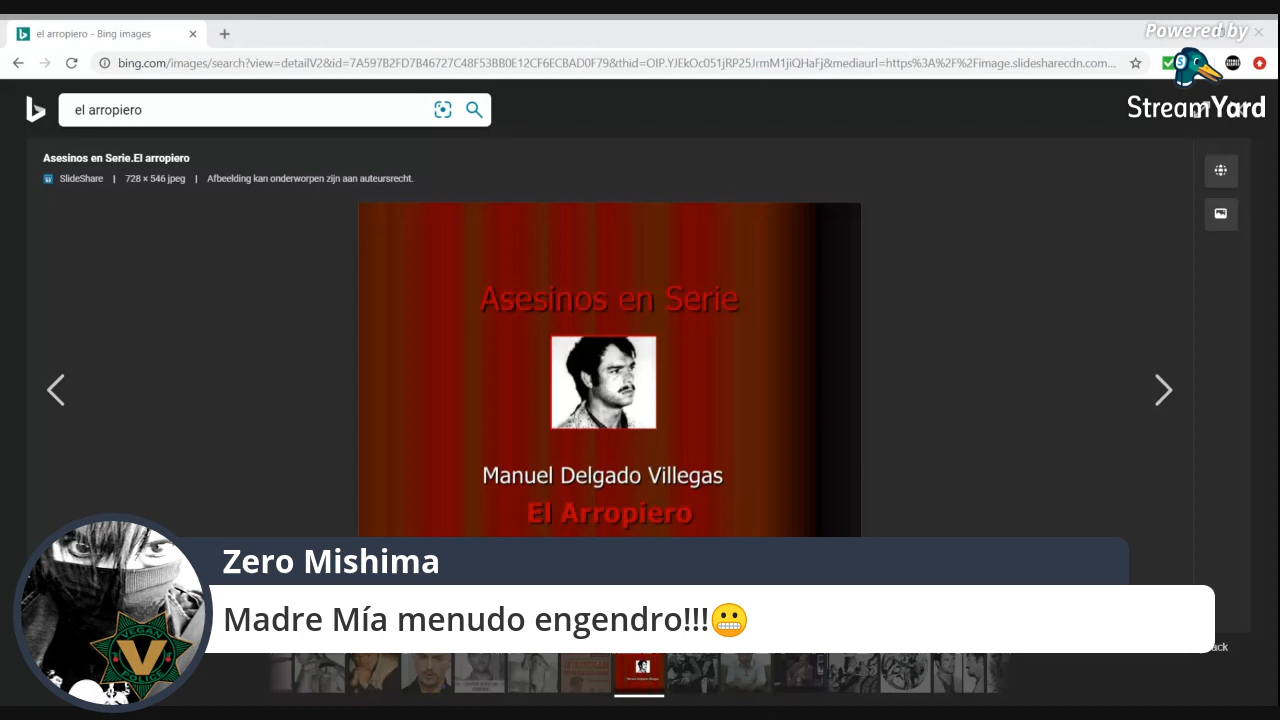 el arropiero - Bing images
Powered by
bing.com/images/search?view=detailV2&id=7A597B2FD7B46727C48F53BB0E12CF6ECBAD0F79&thid=OIP.YJEkOc051jRP25JrmM1jiQHaFj&mediaurl=https%3A%2F%2Fimage.slidesharecdn.com...
el arropiero
StreamYard
Asesinos en Serie.El arropiero
SlideShare | 728 × 546 jpeg | Afbeelding kan onderworpen zijn aan auteursrecht.
Asesinos en Serie
Manuel Delgado Villegas
El Arropiero
Zero Mishima
Madre Mía menudo engendro!!!😬
VEGAN
V
POLICE